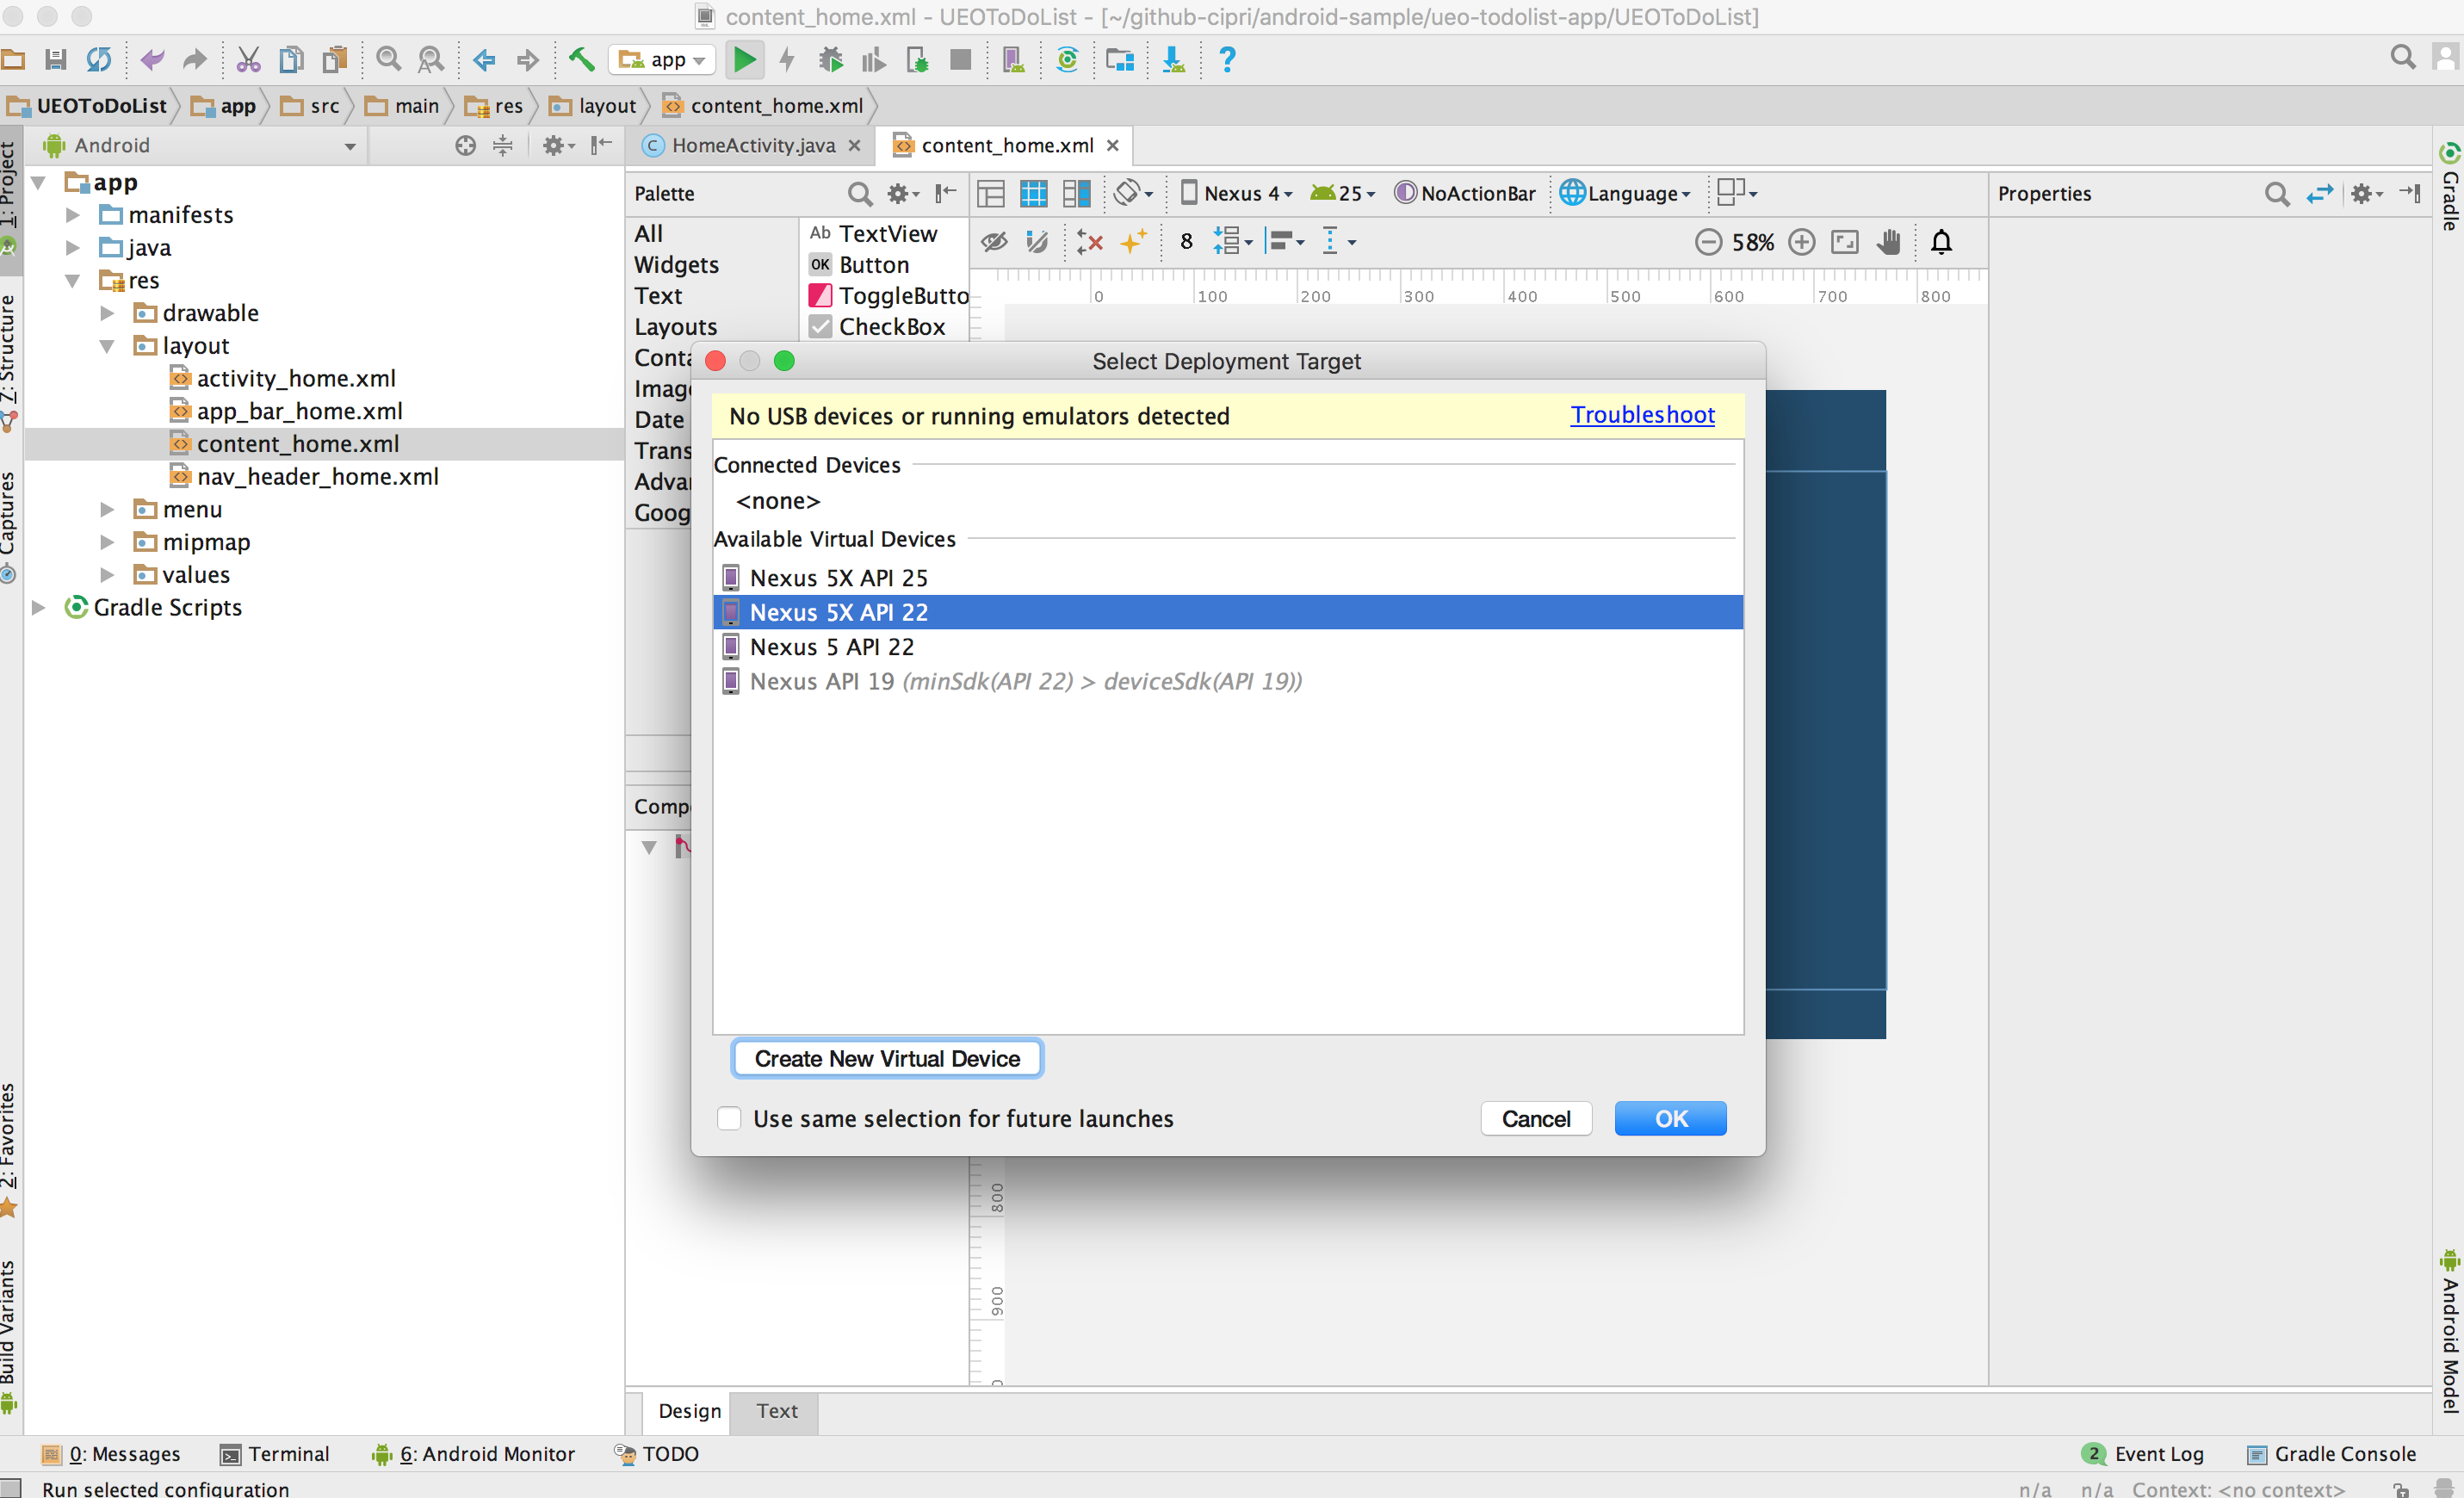 content_home.xml - UEOToDoList - [~/github-cipri/android-sample/ueo-todolist-app/UEOToDoList]
app
UEOToDoList app src main res layout content_home.xml
Android
HomeActivity.java content_home.xml
1: Project
7: Structure
Captures
2: Favorites
Build Variants
app
manifests
java
res
drawable
layout
activity_home.xml
app_bar_home.xml
content_home.xml
nav_header_home.xml
menu
mipmap
values
Gradle Scripts
Palette
All
Widgets
Text
Layouts
Conta
Imag
Date
Trans
Adva
Goog
Ab TextView
OK Button
ToggleButto
CheckBox
Comp
Nexus 4 25 NoActionBar Language
8 58%
0 100 200 300 400 500 600 700 800
Properties
Gradle
Android Model
Select Deployment Target
No USB devices or running emulators detected Troubleshoot
Connected Devices
<none>
Available Virtual Devices
Nexus 5X API 25
Nexus 5X API 22
Nexus 5 API 22
Nexus API 19 (minSdk(API 22) > deviceSdk(API 19))
Create New Virtual Device
Use same selection for future launches
Cancel OK
800
900
Design Text
0: Messages Terminal 6: Android Monitor TODO
2 Event Log Gradle Console
Run selected configuration
n/a n/a Context: <no context>